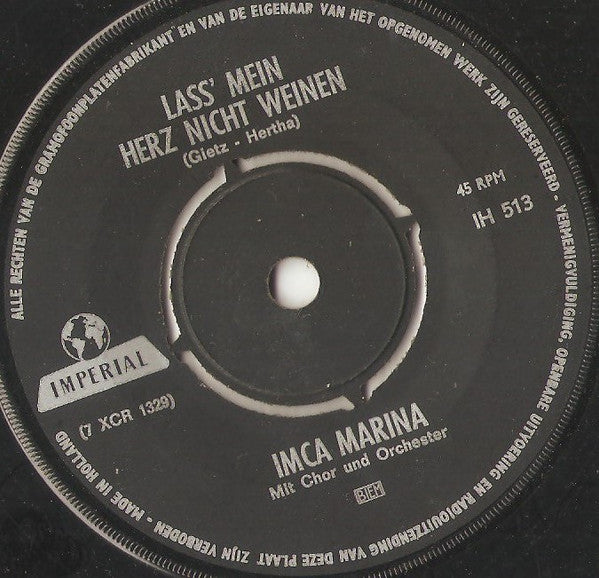 LASS' MEIN
HERZ NICHT WEINEN
(Gietz - Hertha)
45 RPM
IH 513
IMPERIAL
(7 XCR 1329)
IMCA MARINA
Mit Chor und Orchester
BIEM
ALLE RECHTEN VAN DE GRAMOFOONPLATENFABRIKANT EN VAN DE EIGENAAR VAN HET OPGENOMEN WERK ZIJN GERESERVEERD - VERMENIGVULDIGING, OPENBARE UITVOERING EN RADIOUITZENDING VAN DEZE PLAAT ZIJN VERBODEN - MADE IN HOLLAND